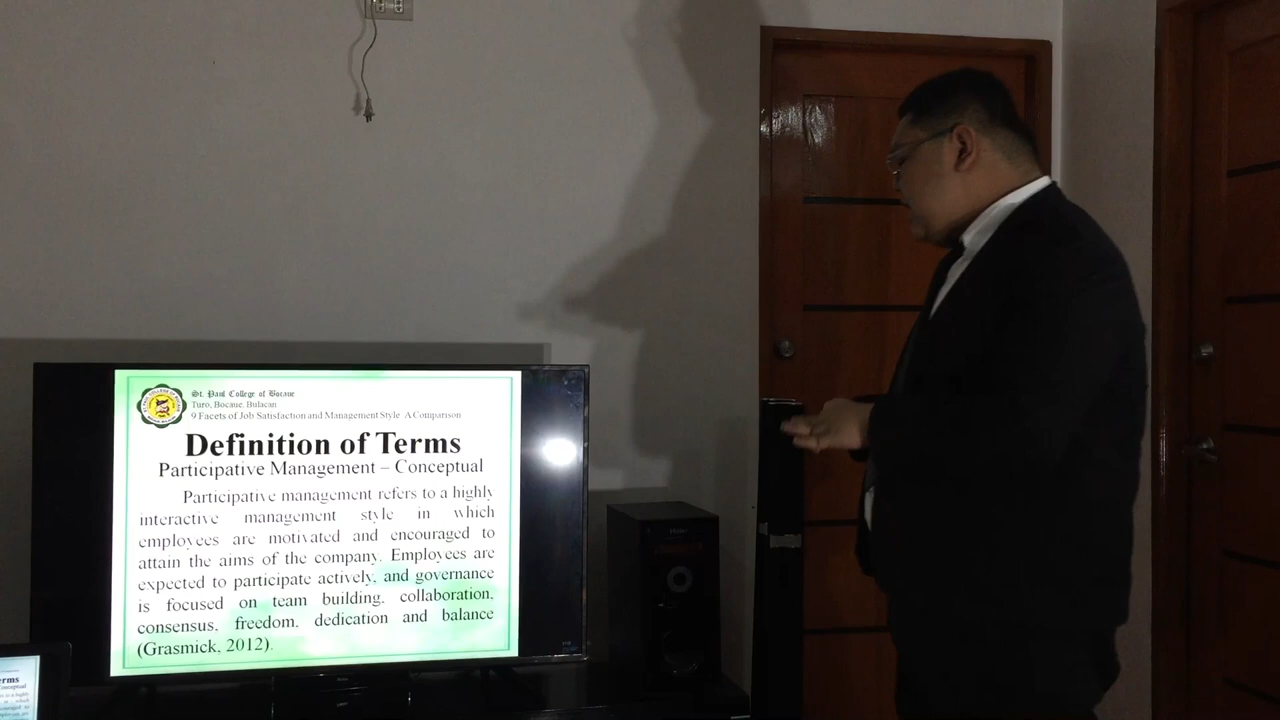 St. Paul College of Bocaue
Turo, Bocaue, Bulacan
9 Facets of Job Satisfaction and Management Style A Comparison
Definition of Terms
Participative Management – Conceptual
Participative management refers to a highly
interactive management style in which
employees are motivated and encouraged to
attain the aims of the company. Employees are
expected to participate actively, and governance
is focused on team building, collaboration,
consensus, freedom, dedication and balance
(Grasmick, 2012).